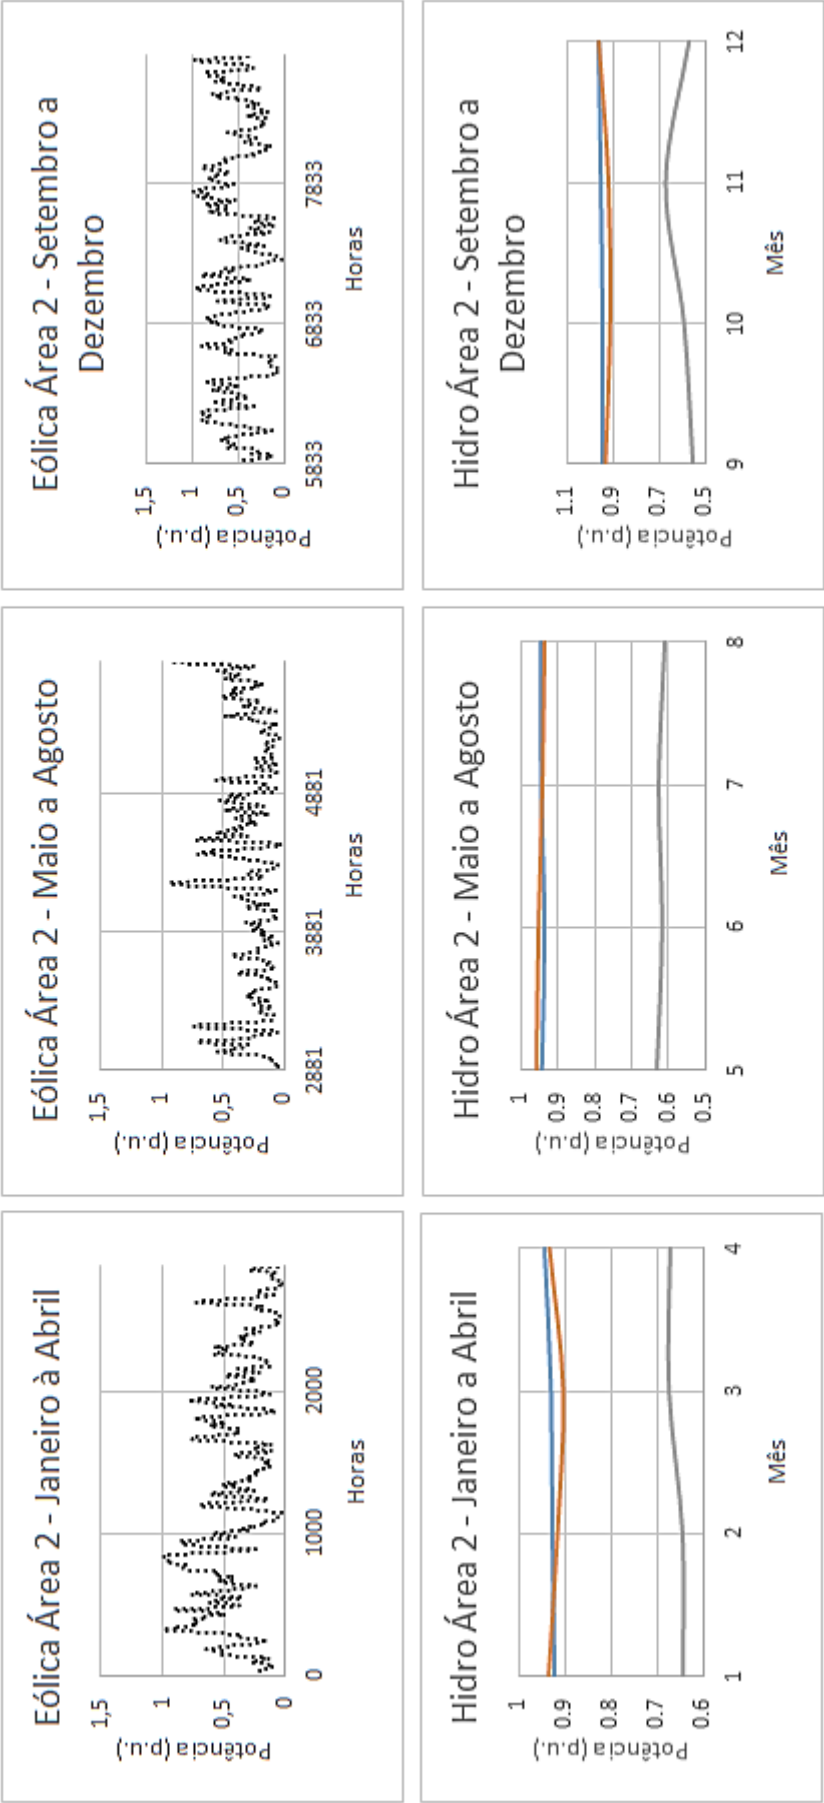 Eólica Área 2 - Janeiro à Abril
1,5
1
0,5
0
Potência (p.u.)
0
1000
2000
Horas
Eólica Área 2 - Maio a Agosto
1,5
1
0,5
0
Potência (p.u.)
2881
3881
4881
Horas
Eólica Área 2 - Setembro a
Dezembro
1,5
1
0,5
0
Potência (p.u.)
5833
6833
7833
Horas
Hidro Área 2 - Janeiro a Abril
1
0.9
0.8
0.7
0.6
Potência (p.u.)
1
2
3
4
Mês
Hidro Área 2 - Maio a Agosto
1
0.9
0.8
0.7
0.6
0.5
Potência (p.u.)
5
6
7
8
Mês
Hidro Área 2 - Setembro a
Dezembro
1.1
0.9
0.7
0.5
Potência (p.u.)
9
10
11
12
Mês